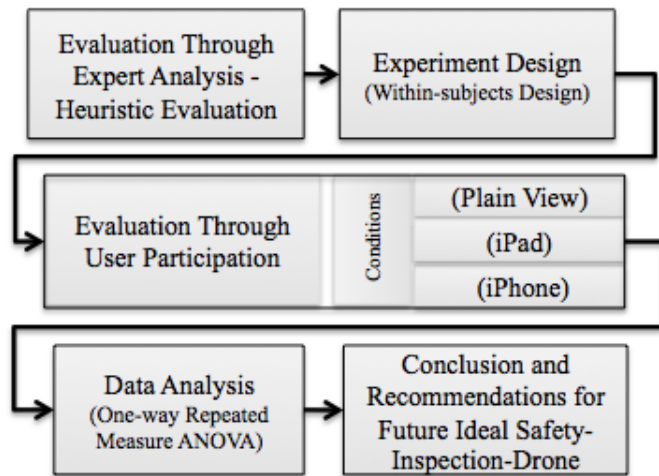 Evaluation Through
Expert Analysis -
Heuristic Evaluation
Experiment Design
(Within-subjects Design)
Evaluation Through
User Participation
Conditions
(Plain View)
(iPad)
(iPhone)
Data Analysis
(One-way Repeated
Measure ANOVA)
Conclusion and
Recommendations for
Future Ideal Safety-
Inspection-Drone